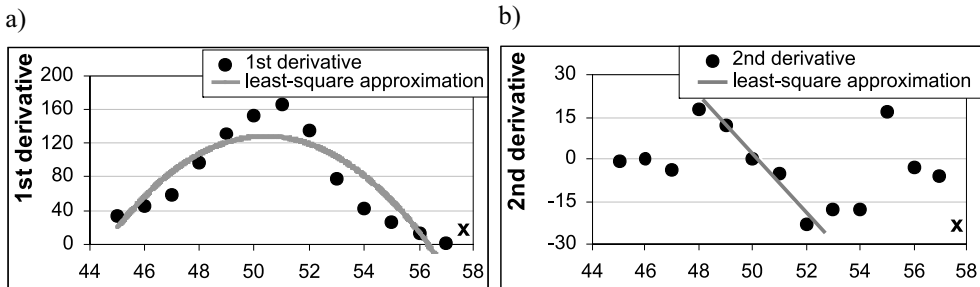 a)
1st derivative
200
160
120
80
40
0
44 46 48 50 52 54 56 58
x
1st derivative
least-square approximation
b)
2nd derivative
30
15
0
-15
-30
44 46 48 50 52 54 56 58
x
2nd derivative
least-square approximation